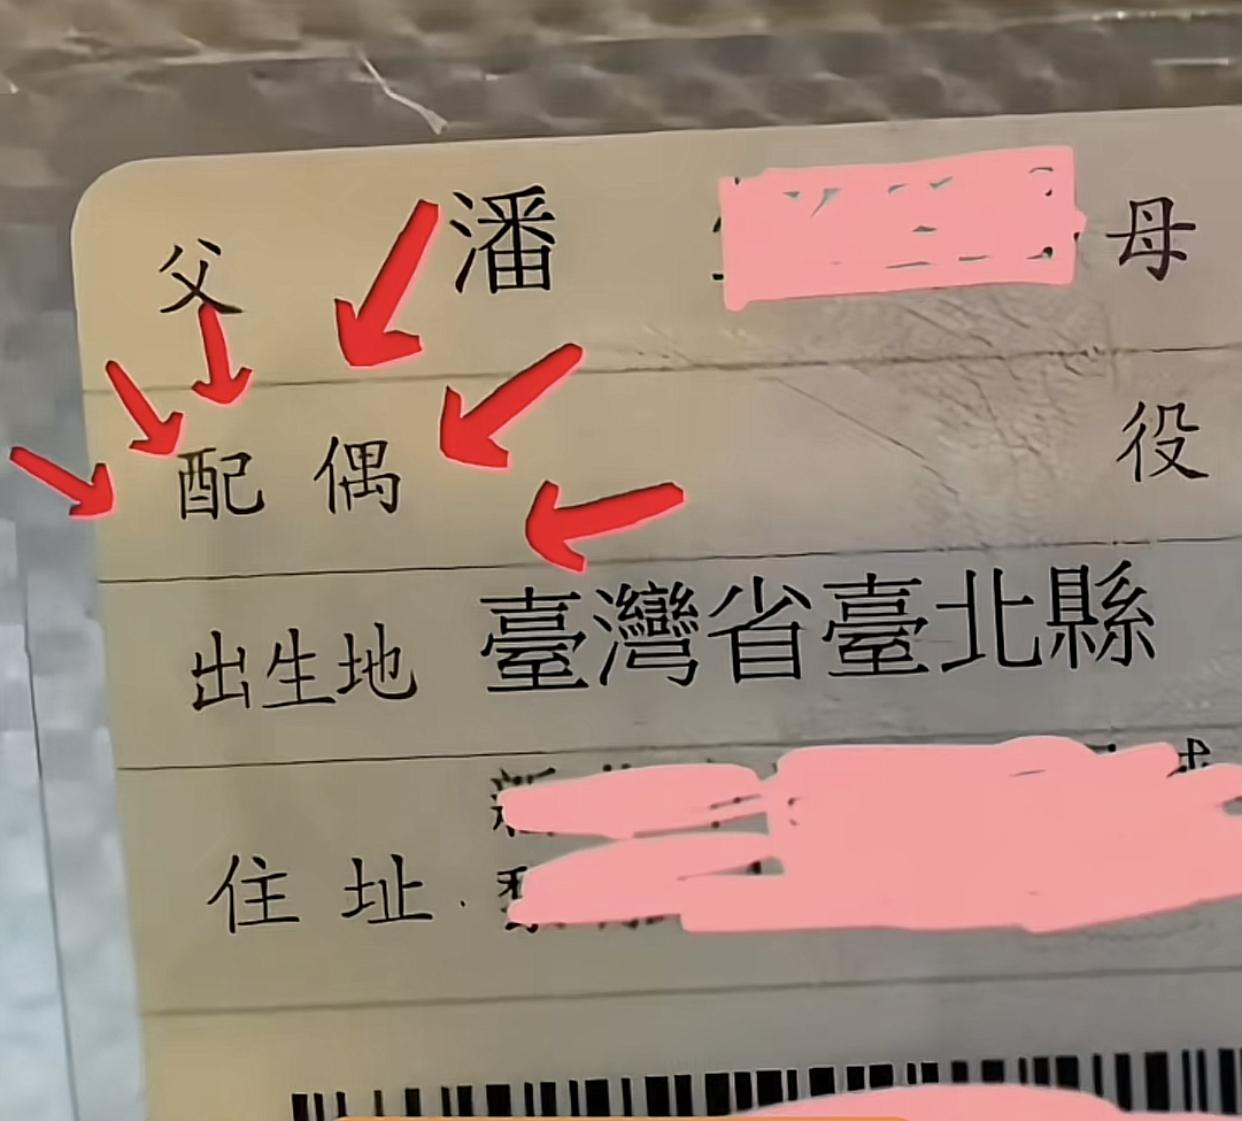 父 潘 母
配偶 役
出生地 臺灣省臺北縣
住址